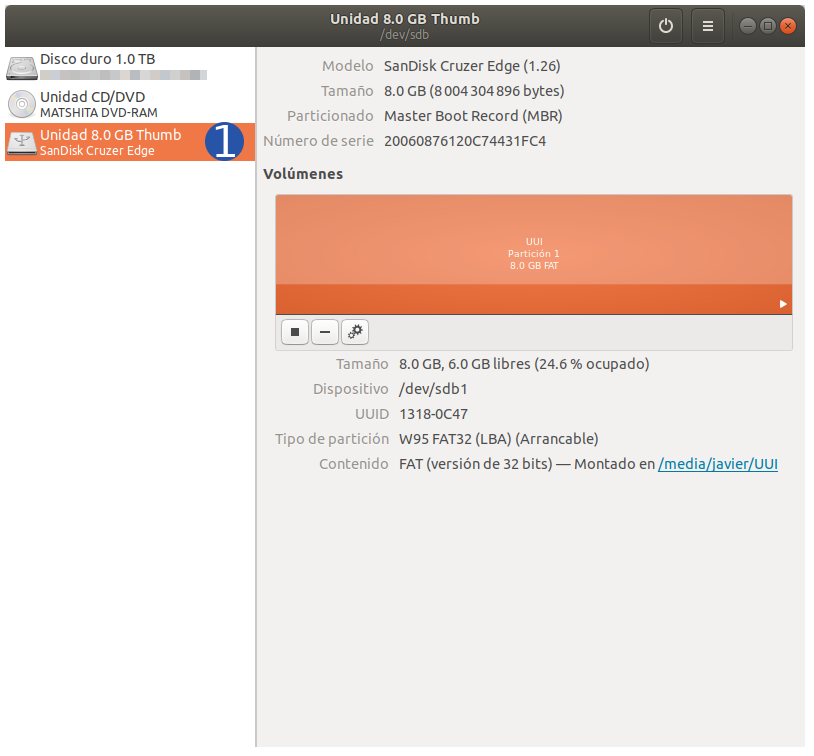 Unidad 8.0 GB Thumb
/dev/sdb
Disco duro 1.0 TB
Unidad CD/DVD
MATSHITA DVD-RAM
Unidad 8.0 GB Thumb
SanDisk Cruzer Edge
1
Modelo SanDisk Cruzer Edge (1.26)
Tamaño 8.0 GB (8 004 304 896 bytes)
Particionado Master Boot Record (MBR)
Número de serie 20060876120C74431FC4
Volúmenes
UUI
Partición 1
8.0 GB FAT
Tamaño 8.0 GB, 6.0 GB libres (24.6 % ocupado)
Dispositivo /dev/sdb1
UUID 1318-0C47
Tipo de partición W95 FAT32 (LBA) (Arrancable)
Contenido FAT (versión de 32 bits) — Montado en /media/javier/UUI